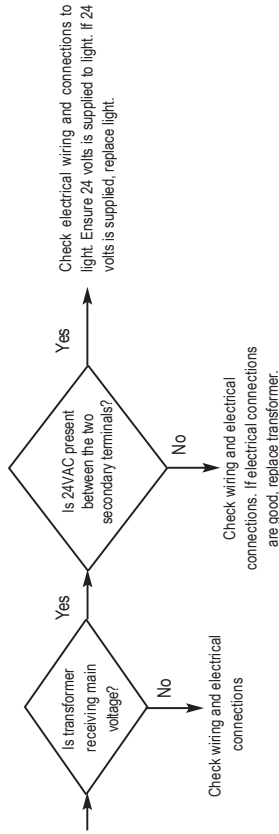 Is transformer
receiving main
voltage?
Yes
No
Check wiring and electrical
connections
Is 24VAC present
between the two
secondary terminals?
Yes
No
Check wiring and electrical
connections. If electrical connections
are good, replace transformer.
Check electrical wiring and connections to
light. Ensure 24 volts is supplied to light. If 24
volts is supplied, replace light.